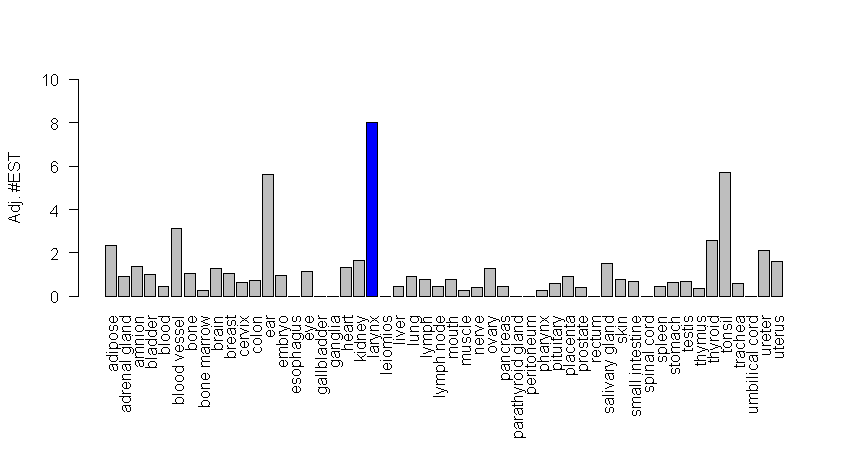 Adj. #EST
10
8
6
4
2
0
adipose
adrenal gland
amnion
bladder
blood
blood vessel
bone
bone marrow
brain
breast
cervix
colon
ear
embryo
esophagus
eye
gallbladder
ganglia
heart
kidney
larynx
leiomios
liver
lung
lymph
lymph node
mouth
muscle
nerve
ovary
pancreas
parathyroid gland
peritoneum
pharynx
pituitary
placenta
prostate
rectum
salivary gland
skin
small intestine
spinal cord
spleen
stomach
testis
thymus
thyroid
tonsil
trachea
umbilical cord
ureter
uterus